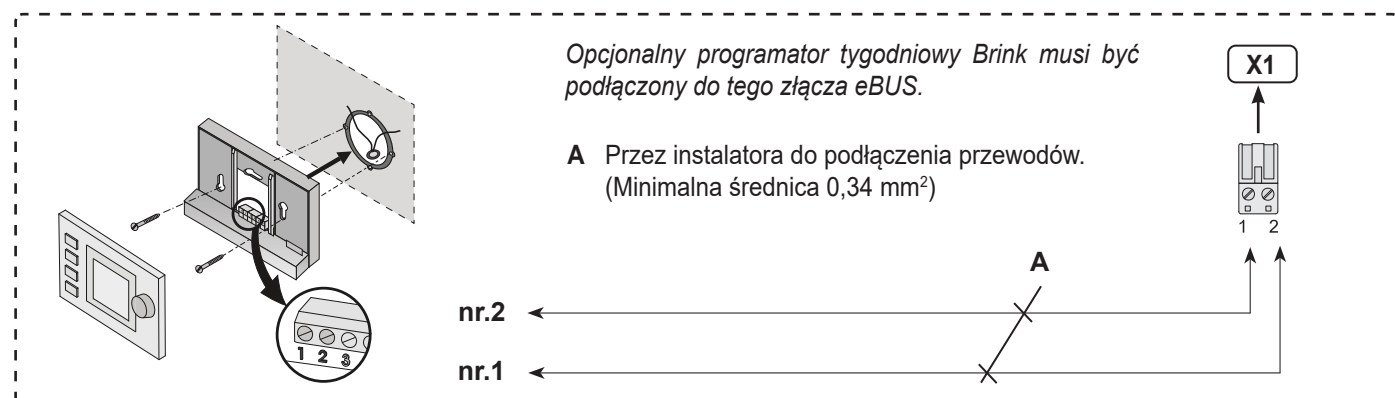 Opcjonalny programator tygodniowy Brink musi być
podłączony do tego złącza eBUS.
X1
A Przez instalatora do podłączenia przewodów.
(Minimalna średnica 0,34 mm²)
1 2
A
nr.2
nr.1
1 2 3